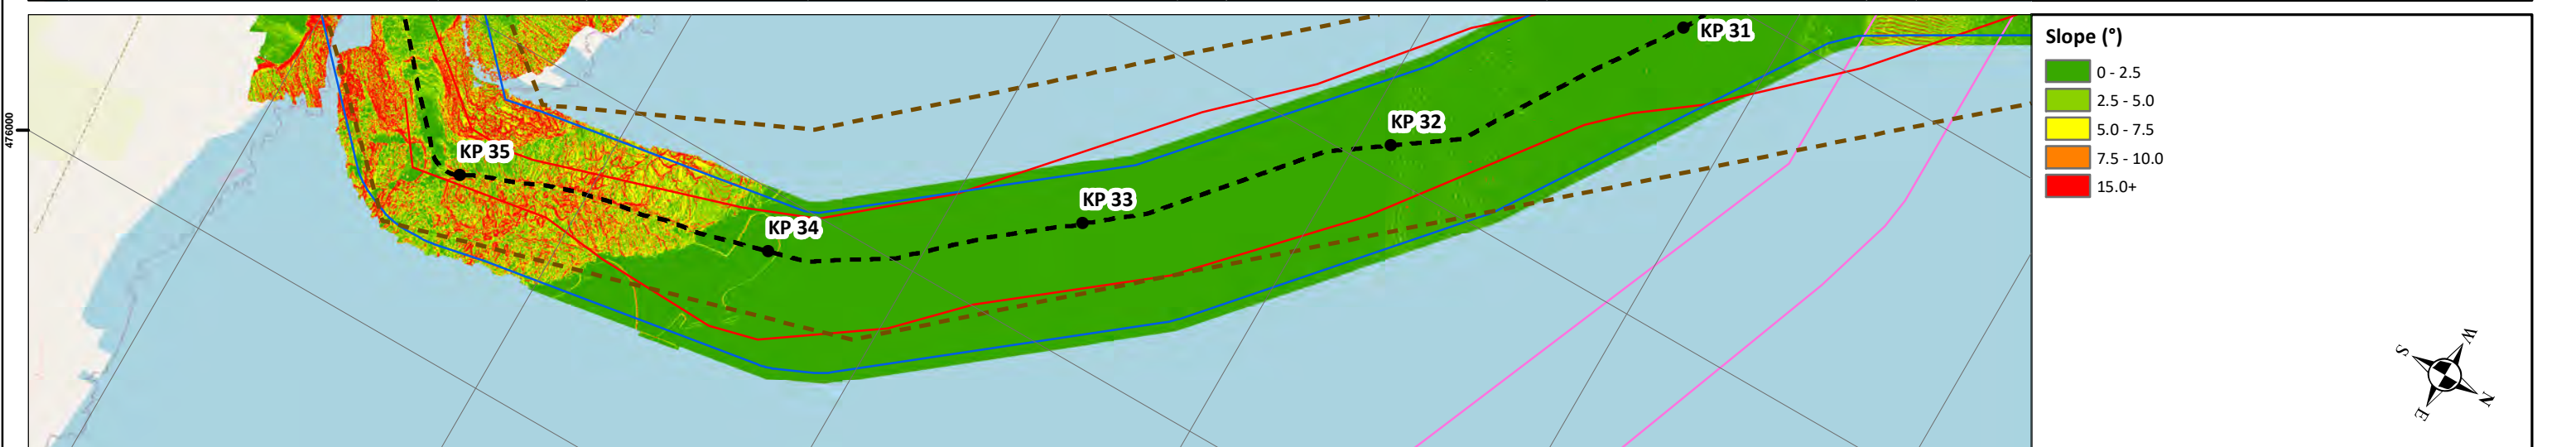 KP 31
KP 32
KP 35
KP 33
KP 34
476000
Slope (°)
0 - 2.5
2.5 - 5.0
5.0 - 7.5
7.5 - 10.0
15.0+
W
S
N
E